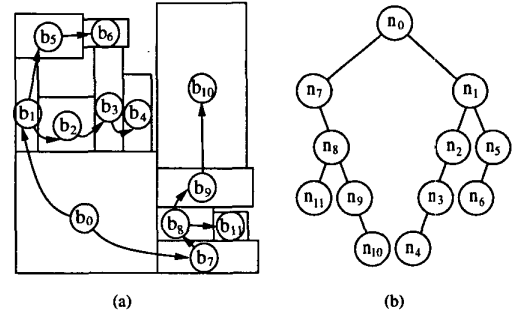 b5 b6 n0
b10 n7 n1
b1 b2 b3 b4
n8 n2 n5
b9 n11 n9 n3 n6
b0 b8 b11
b7 n10 n4
(a) (b)